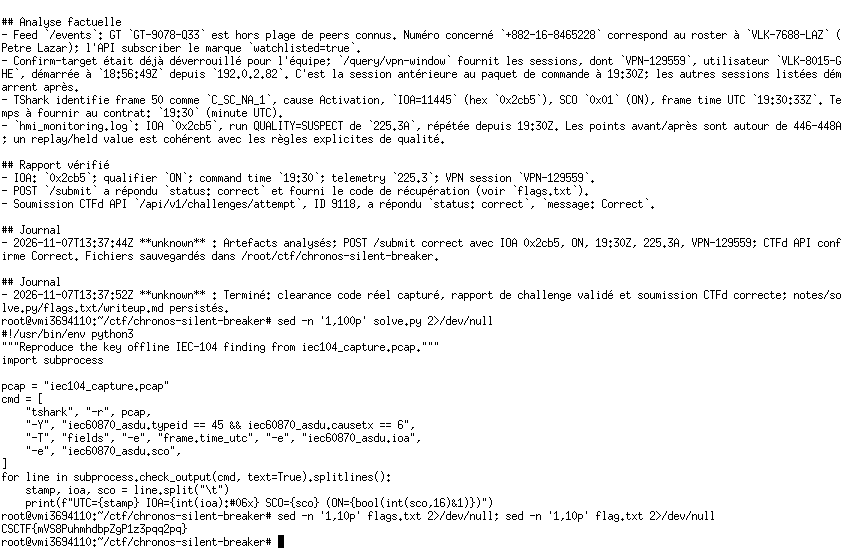 ## Analyse factuelle
- Feed `/events`: GT `GT-9078-Q33` est hors plage de peers connus. Numéro concerné `+882-16-8465228` correspond au roster à `VLK-7688-LAZ` (
Petre Lazar); l'API subscriber le marque `watchlisted=true`.
- Confirm-target était déjà déverrouillé pour l'équipe; `/query/vpn-window` fournit les sessions, dont `VPN-129559`, utilisateur `VLK-8015-G
HE`, démarrée à `18:56:49Z` depuis `192.0.2.82`. C'est la session antérieure au paquet de commande à 19:30Z; les autres sessions listées dém
arrent après.
- TShark identifie frame 50 comme `C_SC_NA_1`, cause Activation, `IOA=11445` (hex `0x2cb5`), SCO `0x01` (ON), frame time UTC `19:30:33Z`. Te
mps à fournir au contrat: `19:30` (minute UTC).
- `hmi_monitoring.log`: IOA `0x2cb5`, run QUALITY=SUSPECT de `225.3A`, répétée depuis 19:30Z. Les points avant/après sont autour de 446-448A
; un replay/held value est cohérent avec les règles explicites de qualité.

## Rapport vérifié
- IOA: `0x2cb5`; qualifier `ON`; command time `19:30`; telemetry `225.3`; VPN session `VPN-129559`.
- POST `/submit` a répondu `status: correct` et fourni le code de récupération (voir `flags.txt`).
- Soumission CTFd API `/api/v1/challenges/attempt`, ID 9118, a répondu `status: correct`, `message: Correct`.

## Journal
- 2026-11-07T13:37:44Z **unknown** : Artefacts analysés; POST /submit correct avec IOA 0x2cb5, ON, 19:30Z, 225.3A, VPN-129559; CTFd API conf
irme Correct. Fichiers sauvegardés dans /root/ctf/chronos-silent-breaker.

## Journal
- 2026-11-07T13:37:52Z **unknown** : Terminé: clearance code réel capturé, rapport de challenge validé et soumission CTFd correcte; notes/so
lve.py/flags.txt/writeup.md persistés.
root@vmi3694110:~/ctf/chronos-silent-breaker# sed -n '1,100p' solve.py 2>/dev/null
#!/usr/bin/env python3
"""Reproduce the key offline IEC-104 finding from iec104_capture.pcap."""
import subprocess

pcap = "iec104_capture.pcap"
cmd = [
    "tshark", "-r", pcap,
    "-Y", "iec60870_asdu.typeid == 45 && iec60870_asdu.causetx == 6",
    "-T", "fields", "-e", "frame.time_utc", "-e", "iec60870_asdu.ioa",
    "-e", "iec60870_asdu.sco",
]
for line in subprocess.check_output(cmd, text=True).splitlines():
    stamp, ioa, sco = line.split("\t")
    print(f"UTC={stamp} IOA={int(ioa):#06x} SCO={sco} (ON={bool(int(sco,16)&1)})")
root@vmi3694110:~/ctf/chronos-silent-breaker# sed -n '1,10p' flags.txt 2>/dev/null; sed -n '1,10p' flag.txt 2>/dev/null
CSCTF{mVS8PuhmhdbpZgP1z3pqq2pq}
root@vmi3694110:~/ctf/chronos-silent-breaker#